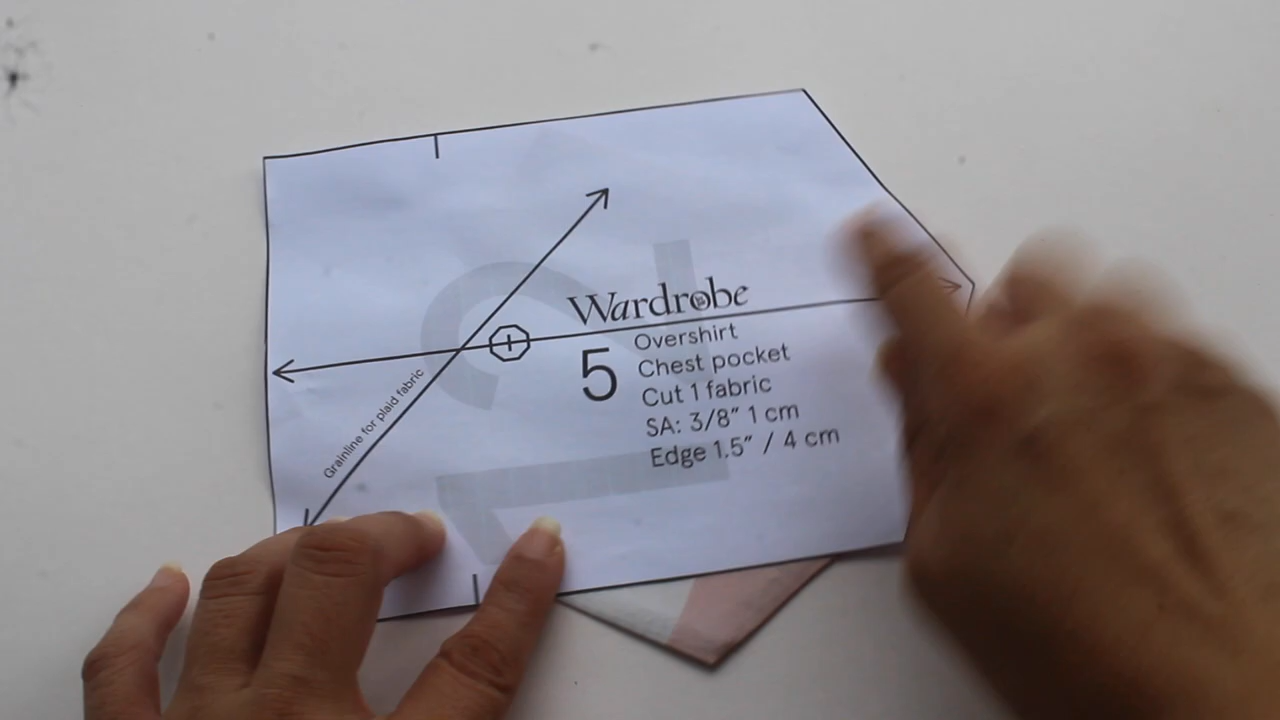 Wardrobe
5
Overshirt
Chest pocket
Cut 1 fabric
SA: 3/8" 1 cm
Edge 1.5" / 4 cm
Grainline for plaid fabric